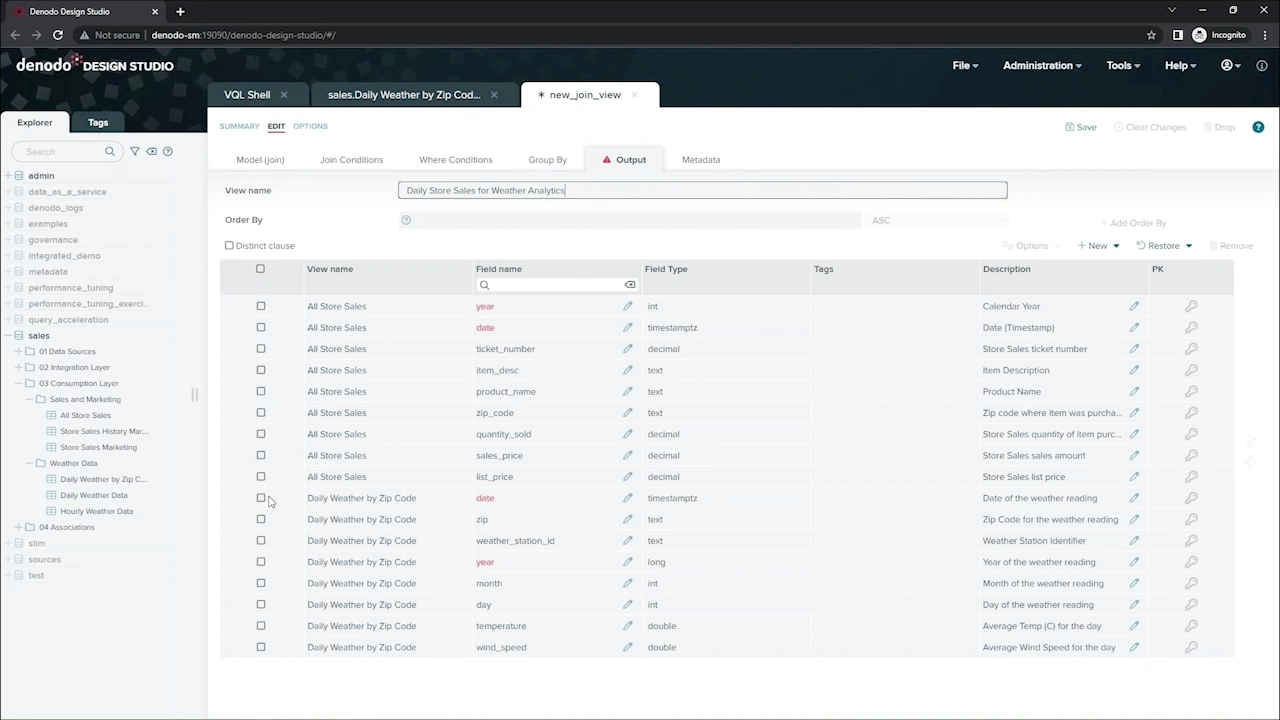 Denodo Design Studio
Not secure denodo-sm:19090/denodo-design-studio/#/ Incognito
denodo DESIGN STUDIO File Administration Tools Help
VQL Shell sales.Daily Weather by Zip Cod... * new_join_view
Explorer Tags
SUMMARY EDIT OPTIONS Save Clear Changes Drop
Search
Model (join) Join Conditions Where Conditions Group By Output Metadata
View name Daily Store Sales for Weather Analytics
Order By ASC Add Order By
Distinct clause Options + New Restore Remove
View name Field name Field Type Tags Description PK
All Store Sales year int Calendar Year
All Store Sales date timestamptz Date (Timestamp)
All Store Sales ticket_number decimal Store Sales ticket number
All Store Sales item_desc text Item Description
All Store Sales product_name text Product Name
All Store Sales zip_code text Zip code where item was purcha...
All Store Sales quantity_sold decimal Store Sales quantity of item purc...
All Store Sales sales_price decimal Store Sales sales amount
All Store Sales list_price decimal Store Sales list price
Daily Weather by Zip Code date timestamptz Date of the weather reading
Daily Weather by Zip Code zip text Zip Code for the weather reading
Daily Weather by Zip Code weather_station_id text Weather Station Identifier
Daily Weather by Zip Code year long Year of the weather reading
Daily Weather by Zip Code month int Month of the weather reading
Daily Weather by Zip Code day int Day of the weather reading
Daily Weather by Zip Code temperature double Average Temp (C) for the day
Daily Weather by Zip Code wind_speed double Average Wind Speed for the day
admin
data_as_a_service
denodo_logs
examples
governance
integrated_demo
metadata
performance_tuning
performance_tuning_exerci...
query_acceleration
sales
01 Data Sources
02 Integration Layer
03 Consumption Layer
Sales and Marketing
All Store Sales
Store Sales History Mar...
Store Sales Marketing
Weather Data
Daily Weather by Zip C...
Daily Weather Data
Hourly Weather Data
04 Associations
slim
sources
test